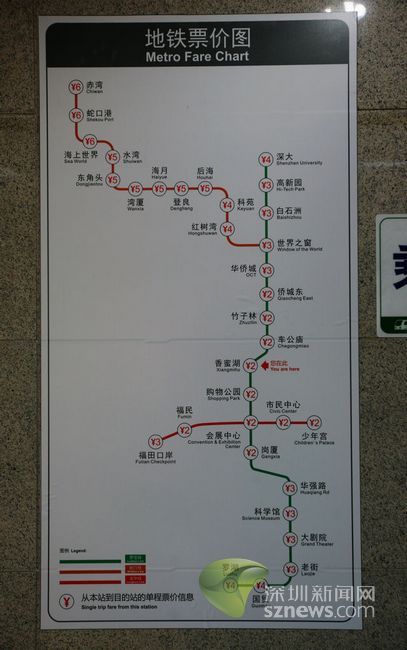 地铁票价图
Metro Fare Chart
¥6 赤湾
Chiwan
¥6 蛇口港
Shekou Port
¥6
海上世界
Sea World
¥5 水湾
Shuiwan
¥5
东角头
Dongjiaotou
¥5
湾厦
Wanxia
海月
Haiyue
¥5
¥5
登良
Dengliang
后海
Houhai
¥5
¥4 科苑
Keyuan
红树湾
Hongshuwan
¥4
¥4 深大
Shenzhen University
¥3 高新园
Hi-Tech Park
¥3 白石洲
Baishizhou
¥3 世界之窗
Window of the World
华侨城 ¥3
OCT
¥2 侨城东
Qiaocheng East
竹子林 ¥2
Zhuzilin
¥2 车公庙
Chegongmiao
香蜜湖 ¥2 您在此
Xiangmihu You are here
购物公园 ¥2
Shopping Park
福民
Fumin
¥2
市民中心
Civic Center
¥3
福田口岸
Futian Checkpoint
¥2
会展中心
Convention & Exhibition
Center
¥2
¥2
少年宫
Children's Palace
¥2 岗厦
Gangxia
¥3 华强路
Huaqiang Rd
科学馆 ¥3
Science Museum
¥3 大剧院
Grand Theater
¥3 老街
Laojie
罗湖
¥4
国贸
图例 Legend:
¥ 从本站到目的站的单程票价信息
Single trip fare from this station
深圳新闻网
sznews.com